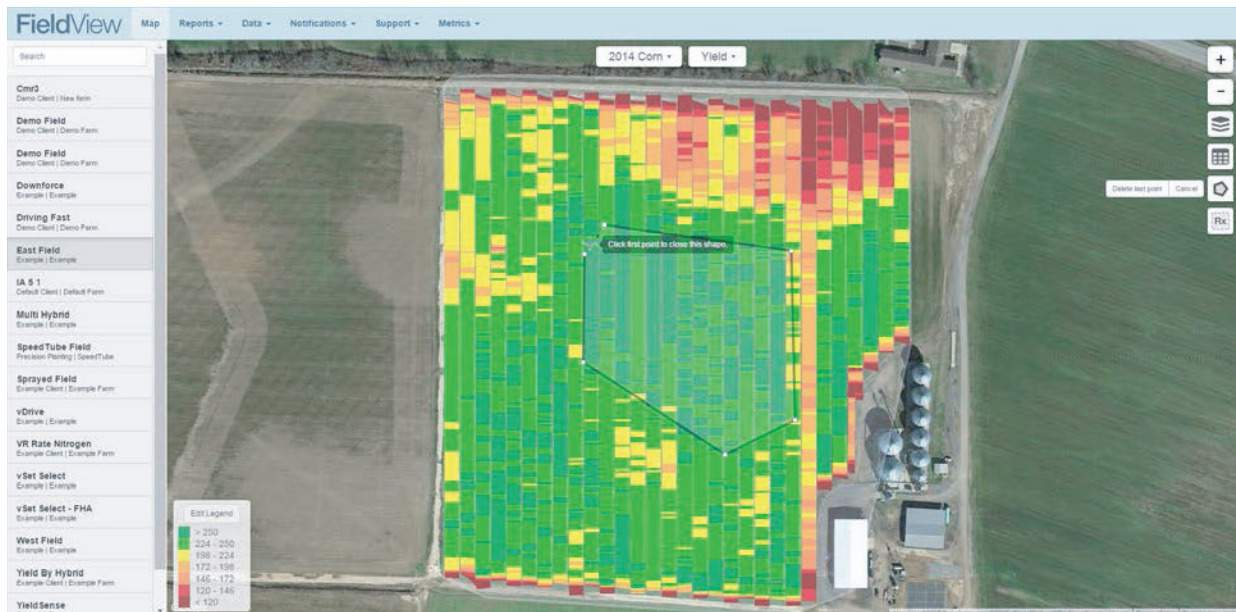 FieldView
Map Reports Data Notifications Support Metrics
Search
2014 Corn Yield
+
-
Cmr3
Demo Client | New farm
Demo Field
Demo Client | Demo Farm
Demo Field
Demo Client | Demo Farm
Downforce
Example | Example
Driving Fast
Demo Client | Demo Farm
East Field
Example | Example
IA 5 1
Default Client | Default Farm
Multi Hybrid
Example | Example
SpeedTube Field
Precision Planting | SpeedTube
Sprayed Field
Example Client | Example Farm
vDrive
Example | Example
VR Rate Nitrogen
Example Client | Example Farm
vSet Select
Example | Example
vSet Select - FHA
Example | Example
West Field
Example | Example
Yield By Hybrid
Example Client | Example Farm
YieldSense
Delete last point Cancel
Rx
Click first point to close this shape.
Edit Legend
> 250
224 - 250
198 - 224
172 - 198
146 - 172
120 - 146
< 120